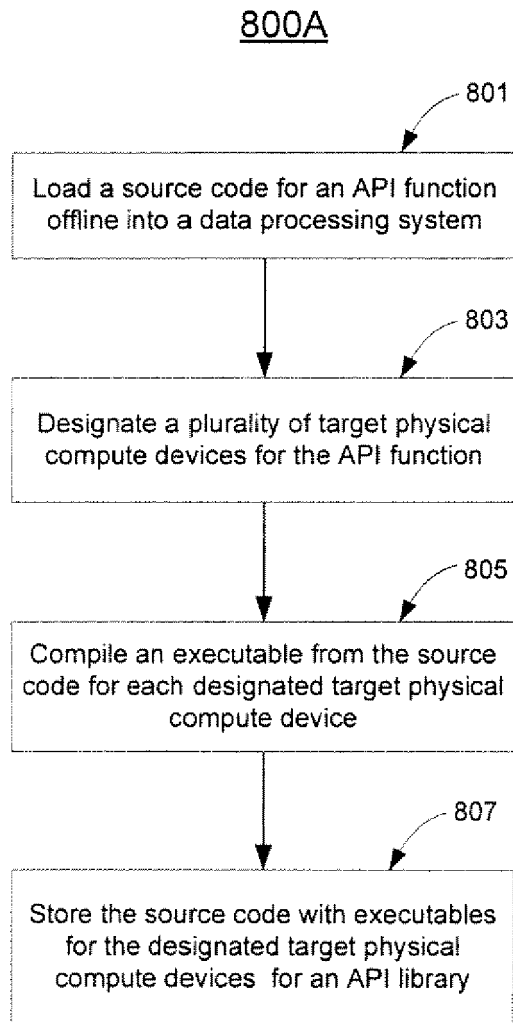 800A
801
Load a source code for an API function
offline into a data processing system
803
Designate a plurality of target physical
compute devices for the API function
805
Compile an executable from the source
code for each designated target physical
compute device
807
Store the source code with executables
for the designated target physical
compute devices for an API library